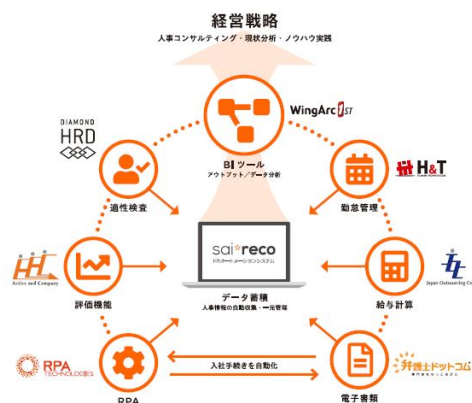 経営戦略
人事コンサルティング・現状分析・ノウハウ実践
WingArc1ST
DIAMOND
HRD
BIツール
アウトプット/データ分析
H&T
適性検査
勤怠管理
sai*reco
Action and Company
評価機能
データ蓄積
人事情報の自動収集・一元管理
給与計算
Japan Outsourcing Co
RPA
TECHNOLOGIES
入社手続きを自動化
弁護士ドットコム
RPA
電子書類